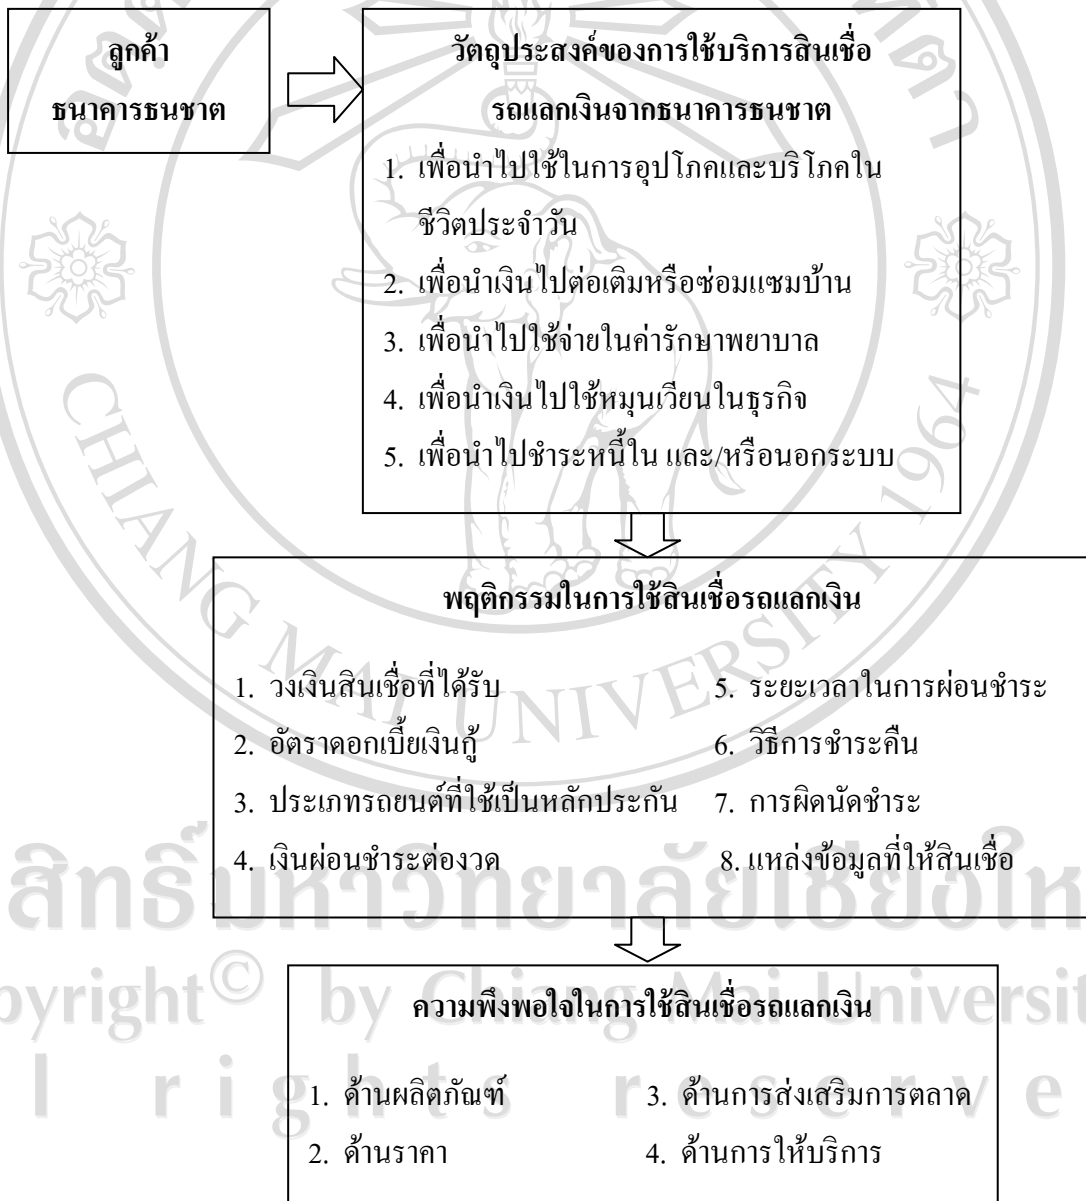 ลูกค้า
ธนาคารธนชาต
วัตถุประสงค์ของการใช้บริการสินเชื่อ
รถแลกเงินจากธนาคารธนชาต
1. เพื่อนำไปใช้ในการอุปโภคและบริโภคใน
ชีวิตประจำวัน
2. เพื่อนำเงินไปต่อเติมหรือซ่อมแซมบ้าน
3. เพื่อนำไปใช้จ่ายในค่ารักษาพยาบาล
4. เพื่อนำเงินไปใช้หมุนเวียนในธุรกิจ
5. เพื่อนำไปชำระหนี้ใน และ/หรือนอกระบบ
พฤติกรรมในการใช้สินเชื่อรถแลกเงิน
1. วงเงินสินเชื่อที่ได้รับ
2. อัตราดอกเบี้ยเงินกู้
3. ประเภทรถยนต์ที่ใช้เป็นหลักประกัน
4. เงินผ่อนชำระต่องวด
5. ระยะเวลาในการผ่อนชำระ
6. วิธีการชำระคืน
7. การผิดนัดชำระ
8. แหล่งข้อมูลที่ให้สินเชื่อ
ความพึงพอใจในการใช้สินเชื่อรถแลกเงิน
1. ด้านผลิตภัณฑ์
2. ด้านราคา
3. ด้านการส่งเสริมการตลาด
4. ด้านการให้บริการ
CHIANG MAI UNIVERSITY 1964
สิทธิ์มหาวิทยาลัยเชียงให
pyright© by Chiang Mai Universit
l rights reserve